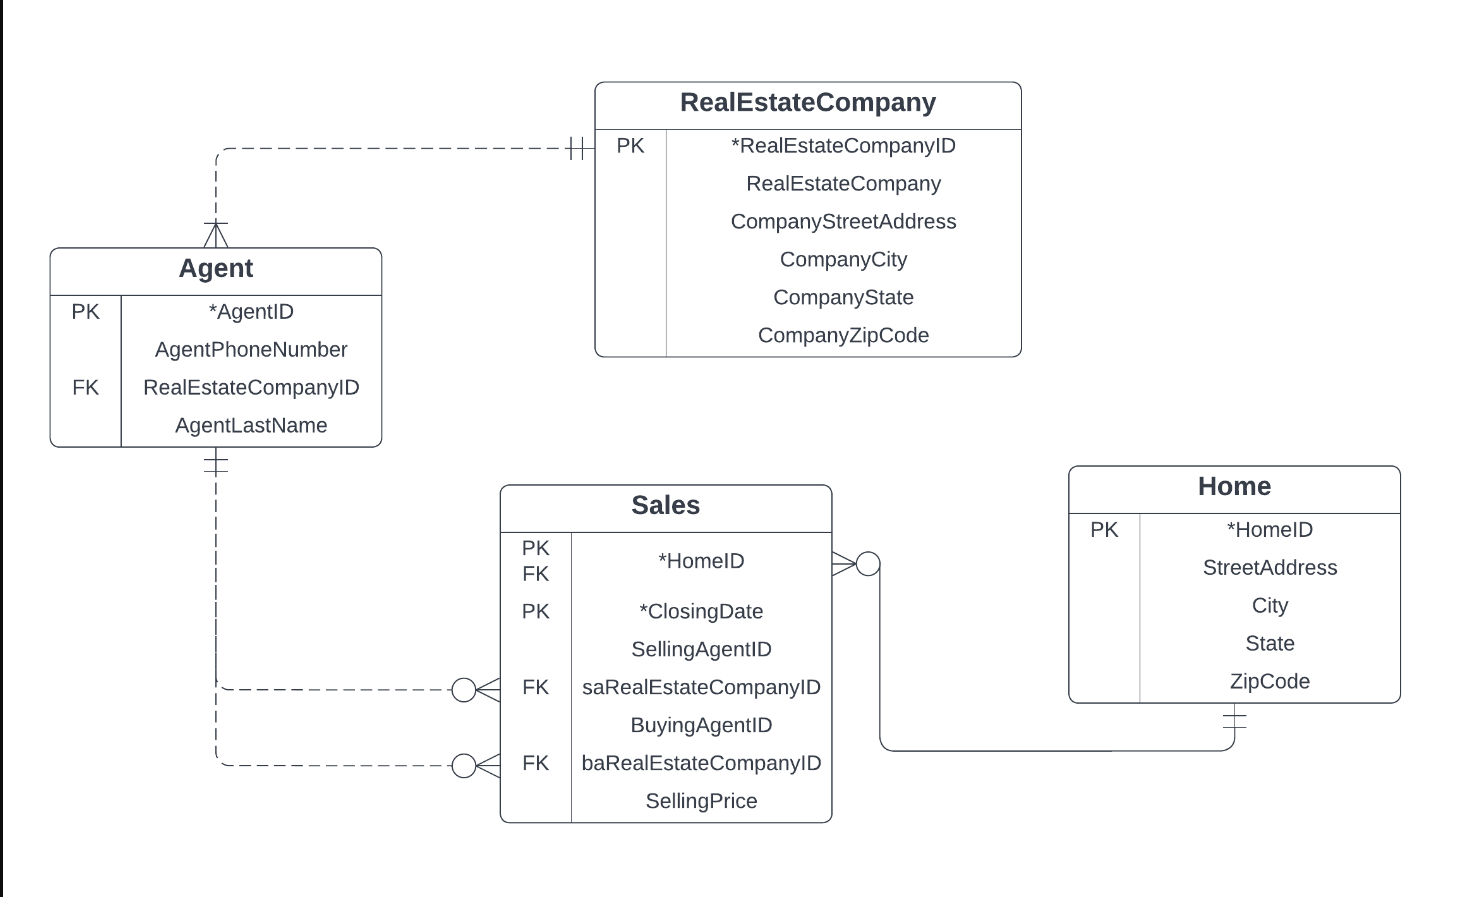 RealEstateCompany
PK *RealEstateCompanyID
RealEstateCompany
CompanyStreetAddress
CompanyCity
CompanyState
CompanyZipCode
Agent
PK *AgentID
AgentPhoneNumber
FK RealEstateCompanyID
AgentLastName
Sales
PK
FK *HomeID
PK *ClosingDate
SellingAgentID
FK saRealEstateCompanyID
BuyingAgentID
FK baRealEstateCompanyID
SellingPrice
Home
PK *HomeID
StreetAddress
City
State
ZipCode